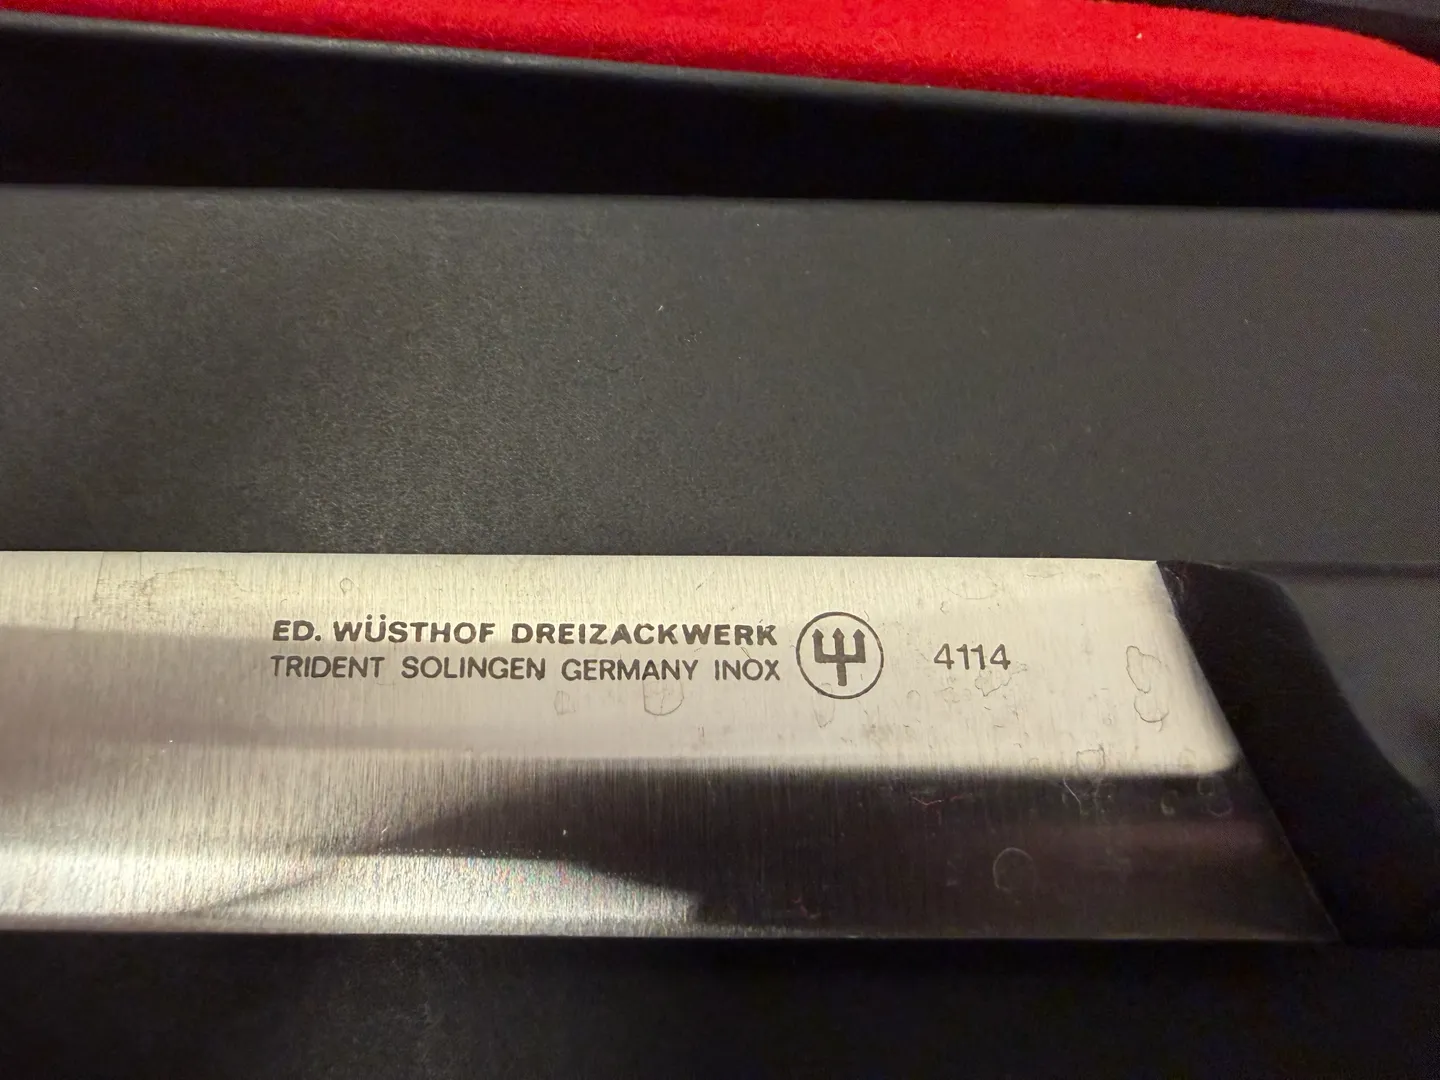 ED. WÜSTHOF DREIZACKWERK
TRIDENT SOLINGEN GERMANY INOX
4114